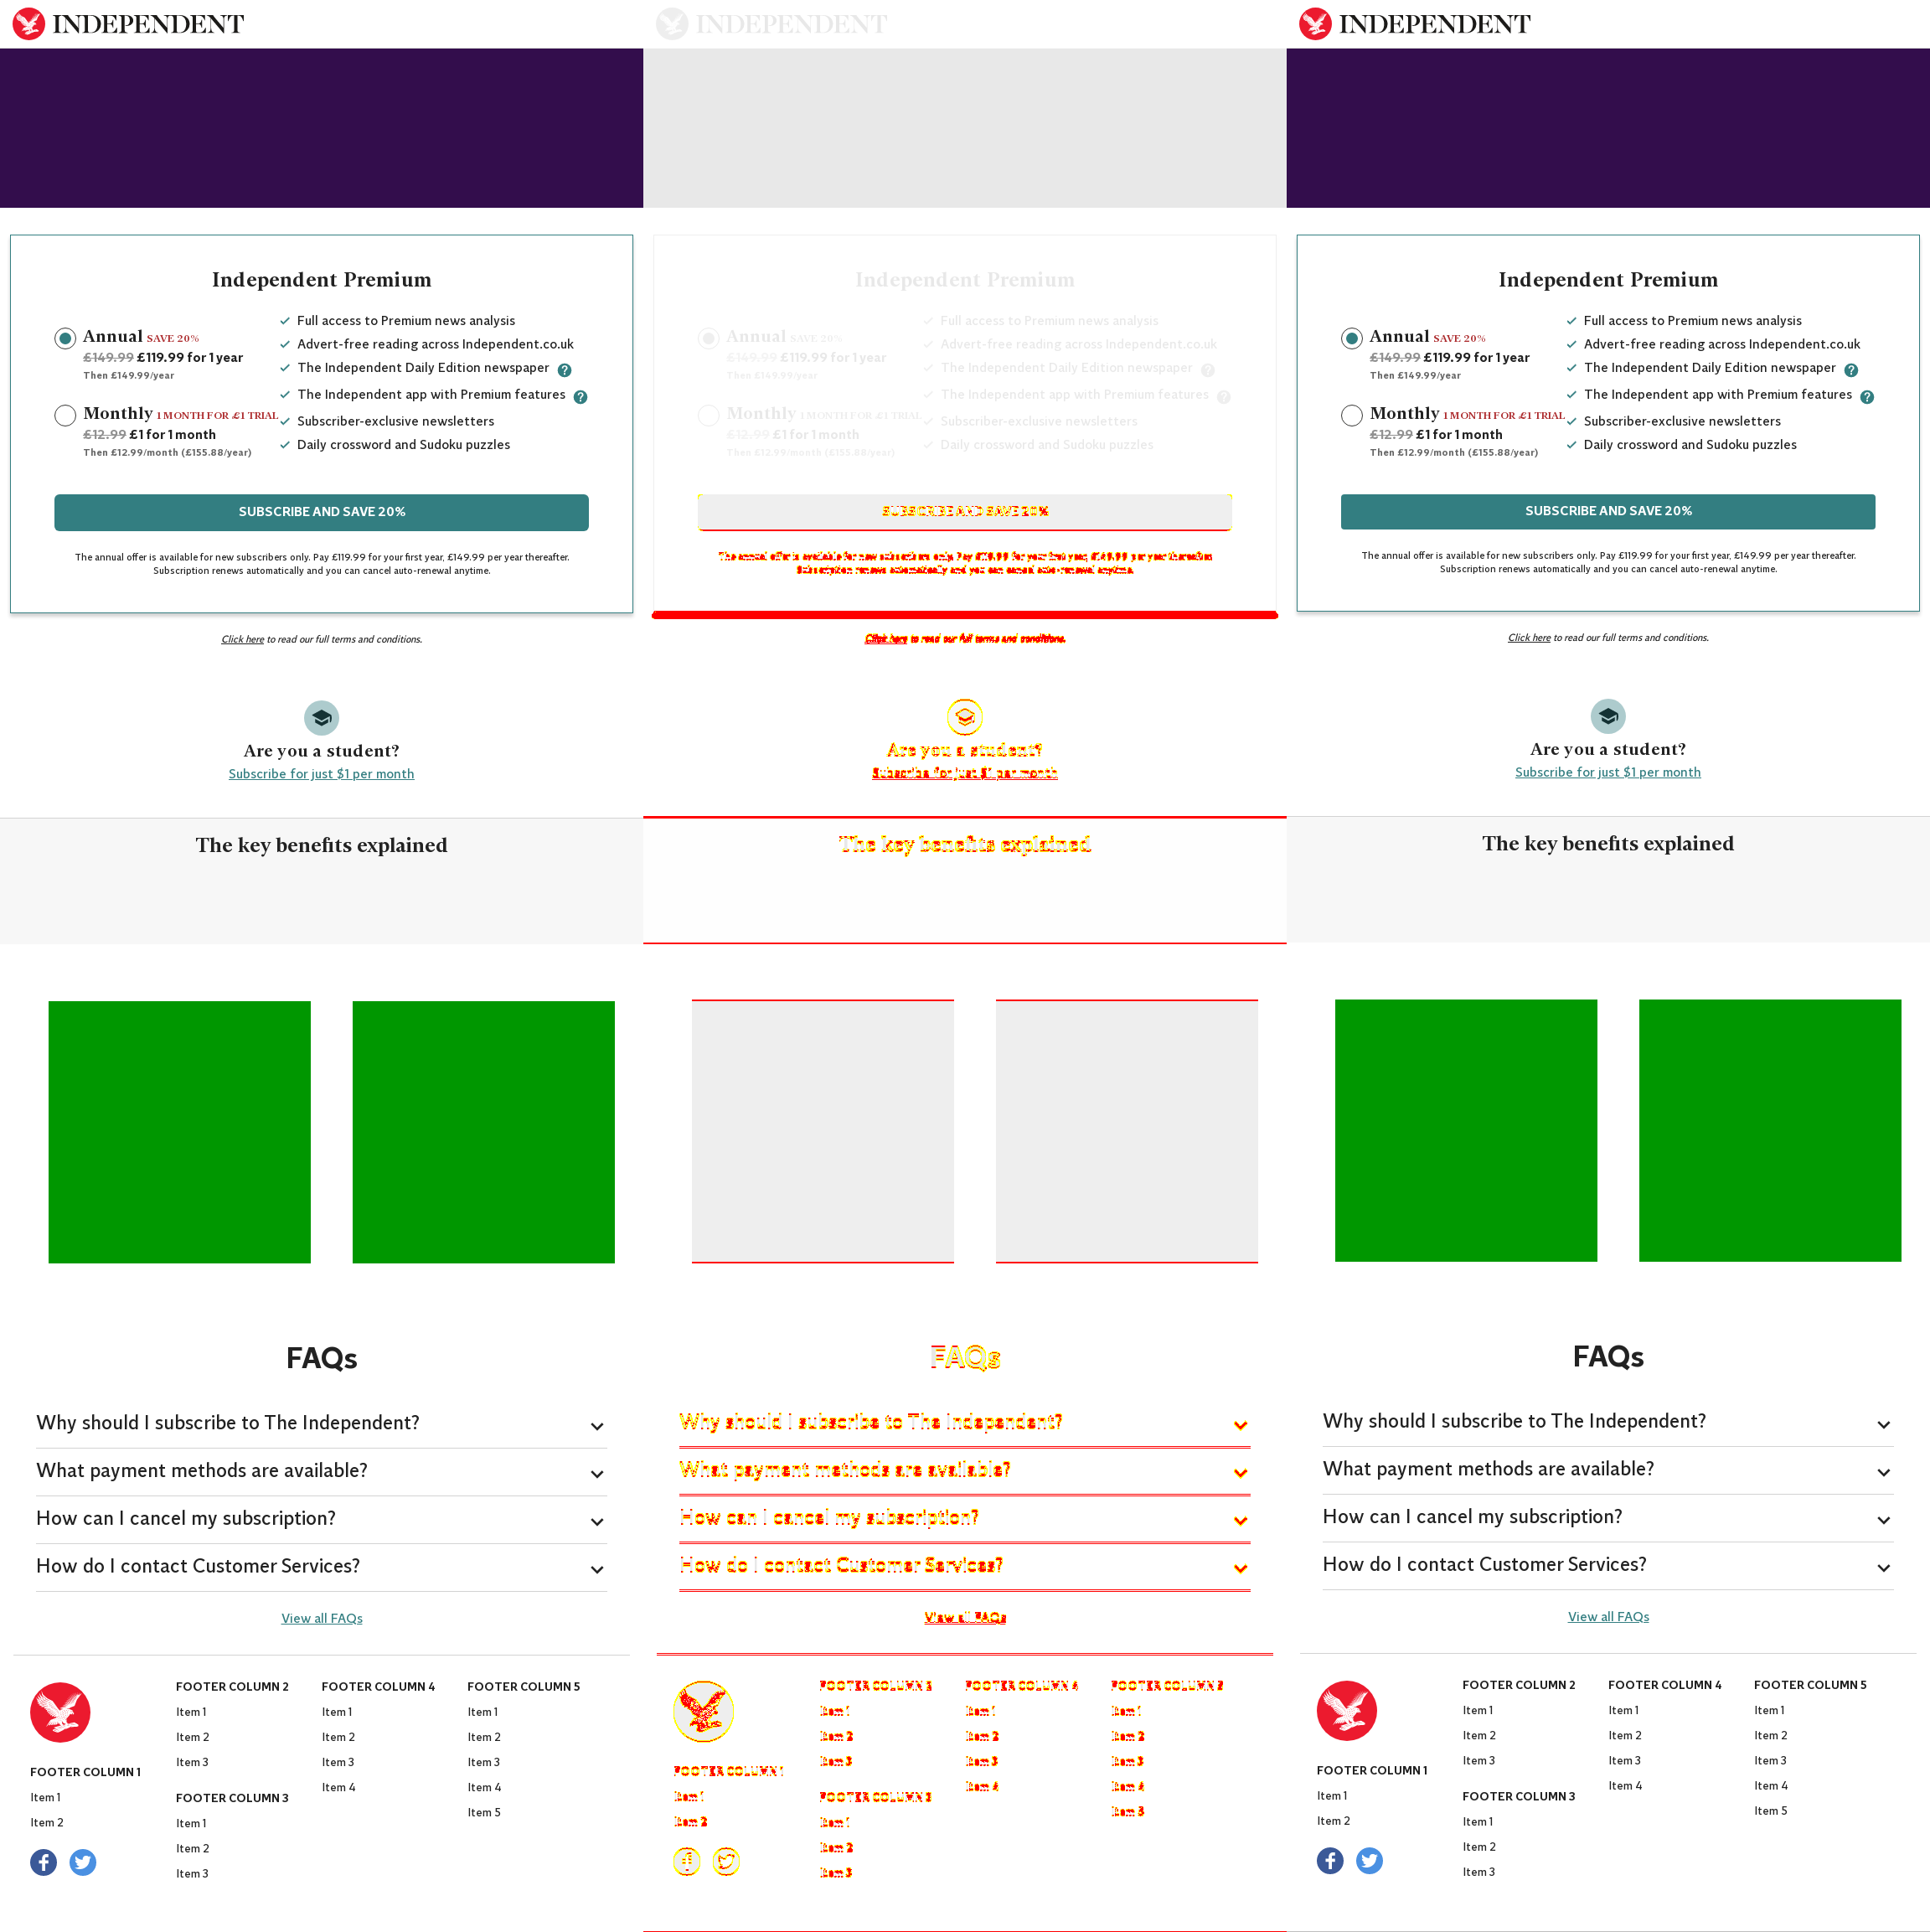 INDEPENDENT
Independent Premium
Annual SAVE 20%
£149.99 £119.99 for 1 year
Then £149.99/year
Monthly 1 MONTH FOR £1 TRIAL
£12.99 £1 for 1 month
Then £12.99/month (£155.88/year)
Full access to Premium news analysis
Advert-free reading across Independent.co.uk
The Independent Daily Edition newspaper ?
The Independent app with Premium features ?
Subscriber-exclusive newsletters
Daily crossword and Sudoku puzzles
SUBSCRIBE AND SAVE 20%
The annual offer is available for new subscribers only. Pay £119.99 for your first year, £149.99 per year thereafter.
Subscription renews automatically and you can cancel auto-renewal anytime.
Click here to read our full terms and conditions.
Are you a student?
Subscribe for just $1 per month
The key benefits explained
FAQs
Why should I subscribe to The Independent?
What payment methods are available?
How can I cancel my subscription?
How do I contact Customer Services?
View all FAQs
FOOTER COLUMN 1
Item 1
Item 2
FOOTER COLUMN 2
Item 1
Item 2
Item 3
FOOTER COLUMN 3
Item 1
Item 2
Item 3
FOOTER COLUMN 4
Item 1
Item 2
Item 3
Item 4
FOOTER COLUMN 5
Item 1
Item 2
Item 3
Item 4
Item 5
INDEPENDENT
Independent Premium
Annual SAVE 20%
£149.99 £119.99 for 1 year
Then £149.99/year
Monthly 1 MONTH FOR £1 TRIAL
£12.99 £1 for 1 month
Then £12.99/month (£155.88/year)
Full access to Premium news analysis
Advert-free reading across Independent.co.uk
The Independent Daily Edition newspaper ?
The Independent app with Premium features ?
Subscriber-exclusive newsletters
Daily crossword and Sudoku puzzles
SUBSCRIBE AND SAVE 20%
The annual offer is available for new subscribers only. Pay £119.99 for your first year, £149.99 per year thereafter.
Subscription renews automatically and you can cancel auto-renewal anytime.
Click here to read our full terms and conditions.
Are you a student?
Subscribe for just $1 per month
The key benefits explained
FAQs
Why should I subscribe to The Independent?
What payment methods are available?
How can I cancel my subscription?
How do I contact Customer Services?
View all FAQs
FOOTER COLUMN
Item 1
Item 2
FOOTER COLUMN
Item 1
Item 2
Item 3
FOOTER COLUMN
Item 1
Item 2
Item 3
FOOTER COLUMN
Item 1
Item 2
Item 3
Item 4
FOOTER COLUMN
Item 1
Item 2
Item 3
Item 4
Item
INDEPENDENT
Independent Premium
Annual SAVE 20%
£149.99 £119.99 for 1 year
Then £149.99/year
Monthly 1 MONTH FOR £1 TRIAL
£12.99 £1 for 1 month
Then £12.99/month (£155.88/year)
Full access to Premium news analysis
Advert-free reading across Independent.co.uk
The Independent Daily Edition newspaper ?
The Independent app with Premium features ?
Subscriber-exclusive newsletters
Daily crossword and Sudoku puzzles
SUBSCRIBE AND SAVE 20%
The annual offer is available for new subscribers only. Pay £119.99 for your first year, £149.99 per year thereafter.
Subscription renews automatically and you can cancel auto-renewal anytime.
Click here to read our full terms and conditions.
Are you a student?
Subscribe for just $1 per month
The key benefits explained
FAQs
Why should I subscribe to The Independent?
What payment methods are available?
How can I cancel my subscription?
How do I contact Customer Services?
View all FAQs
FOOTER COLUMN 1
Item 1
Item 2
FOOTER COLUMN 2
Item 1
Item 2
Item 3
FOOTER COLUMN 3
Item 1
Item 2
Item 3
FOOTER COLUMN 4
Item 1
Item 2
Item 3
Item 4
FOOTER COLUMN 5
Item 1
Item 2
Item 3
Item 4
Item 5